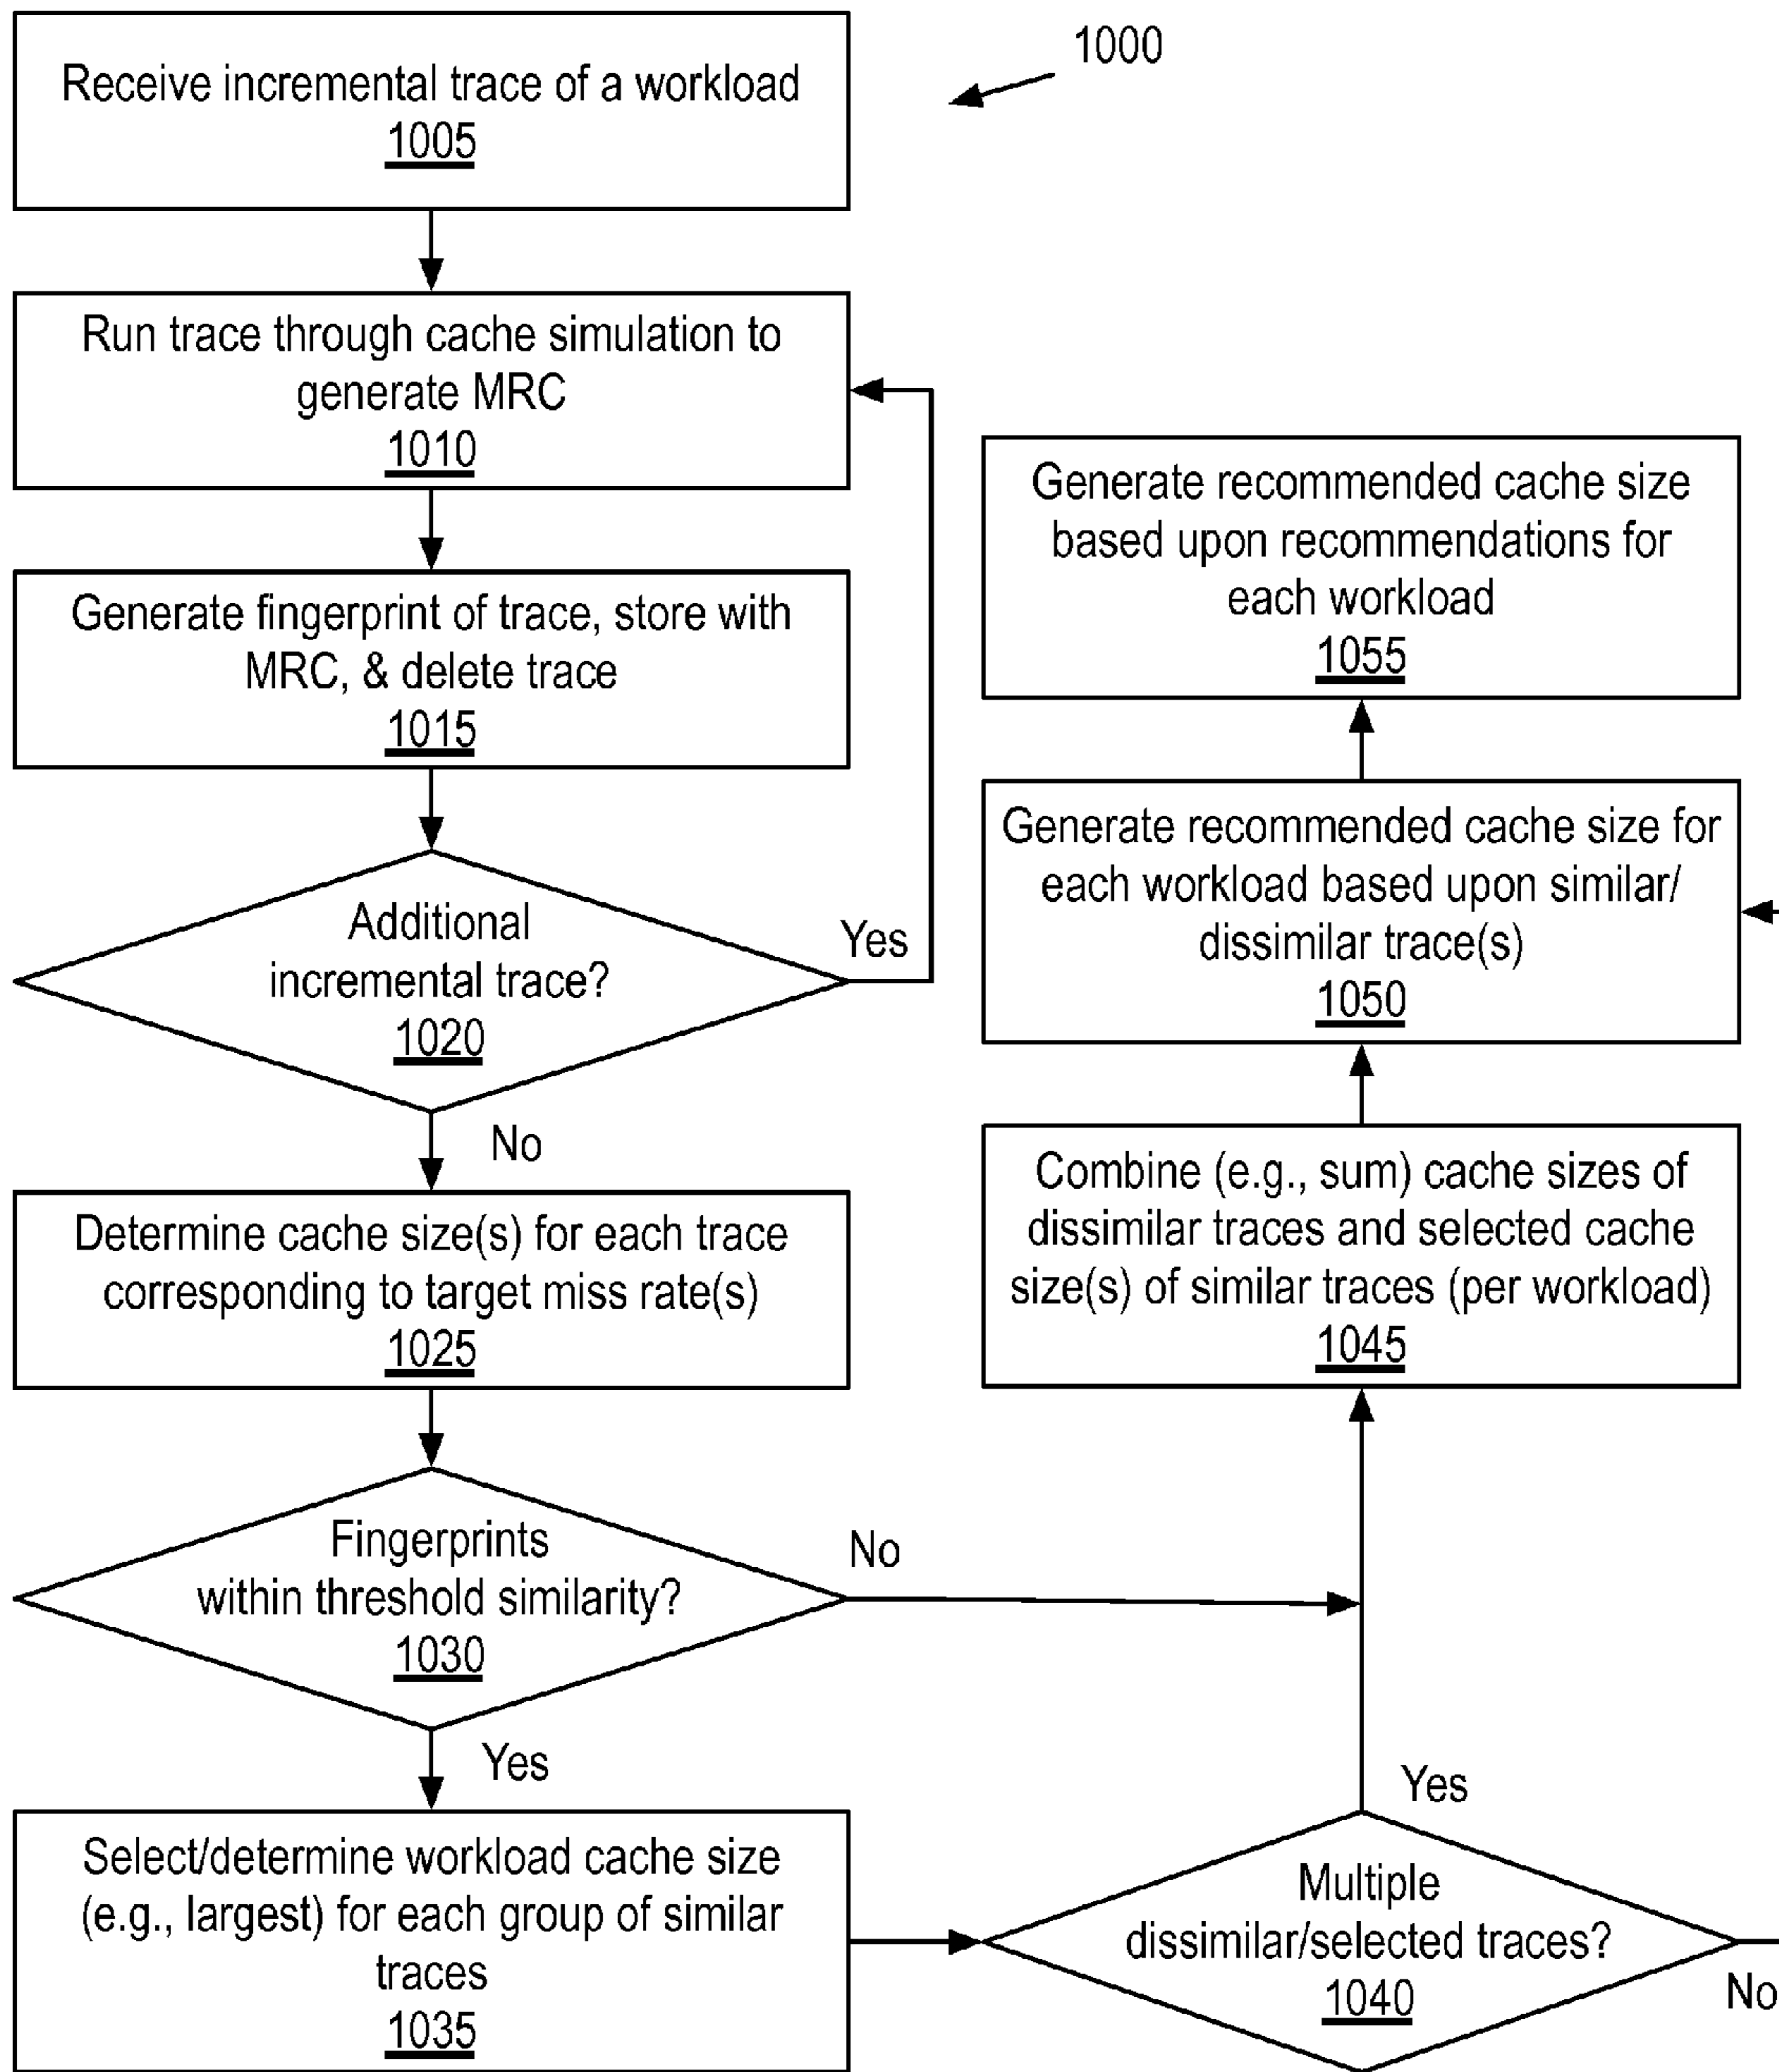 1000
Receive incremental trace of a workload
1005
Run trace through cache simulation to
generate MRC
1010
Generate fingerprint of trace, store with
MRC, & delete trace
1015
Additional
incremental trace?
1020
Yes
No
Determine cache size(s) for each trace
corresponding to target miss rate(s)
1025
Fingerprints
within threshold similarity?
1030
No
Yes
Select/determine workload cache size
(e.g., largest) for each group of similar
traces
1035
Multiple
dissimilar/selected traces?
1040
Yes
No
Combine (e.g., sum) cache sizes of
dissimilar traces and selected cache
size(s) of similar traces (per workload)
1045
Generate recommended cache size for
each workload based upon similar/
dissimilar trace(s)
1050
Generate recommended cache size
based upon recommendations for
each workload
1055